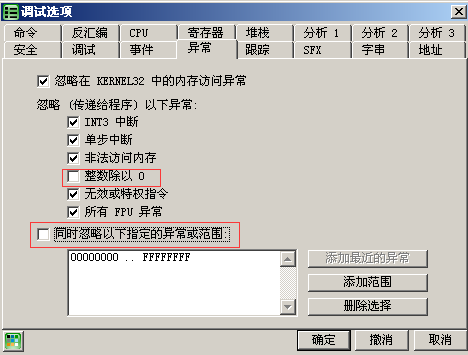 调试选项
命令 反汇编 CPU 寄存器 堆栈 分析 1 分析 2 分析 3
安全 调试 事件 异常 跟踪 SFX 字串 地址
忽略在 KERNEL32 中的内存访问异常
忽略 (传递给程序) 以下异常:
INT3 中断
单步中断
非法访问内存
整数除以 0
无效或特权指令
所有 FPU 异常
同时忽略以下指定的异常或范围:
00000000 .. FFFFFFFF
添加最近的异常
添加范围
删除选择
确定 撤消 取消